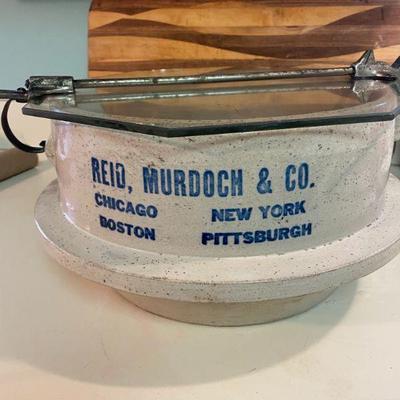 REID, MURDOCH & CO.
CHICAGO NEW YORK
BOSTON PITTSBURGH